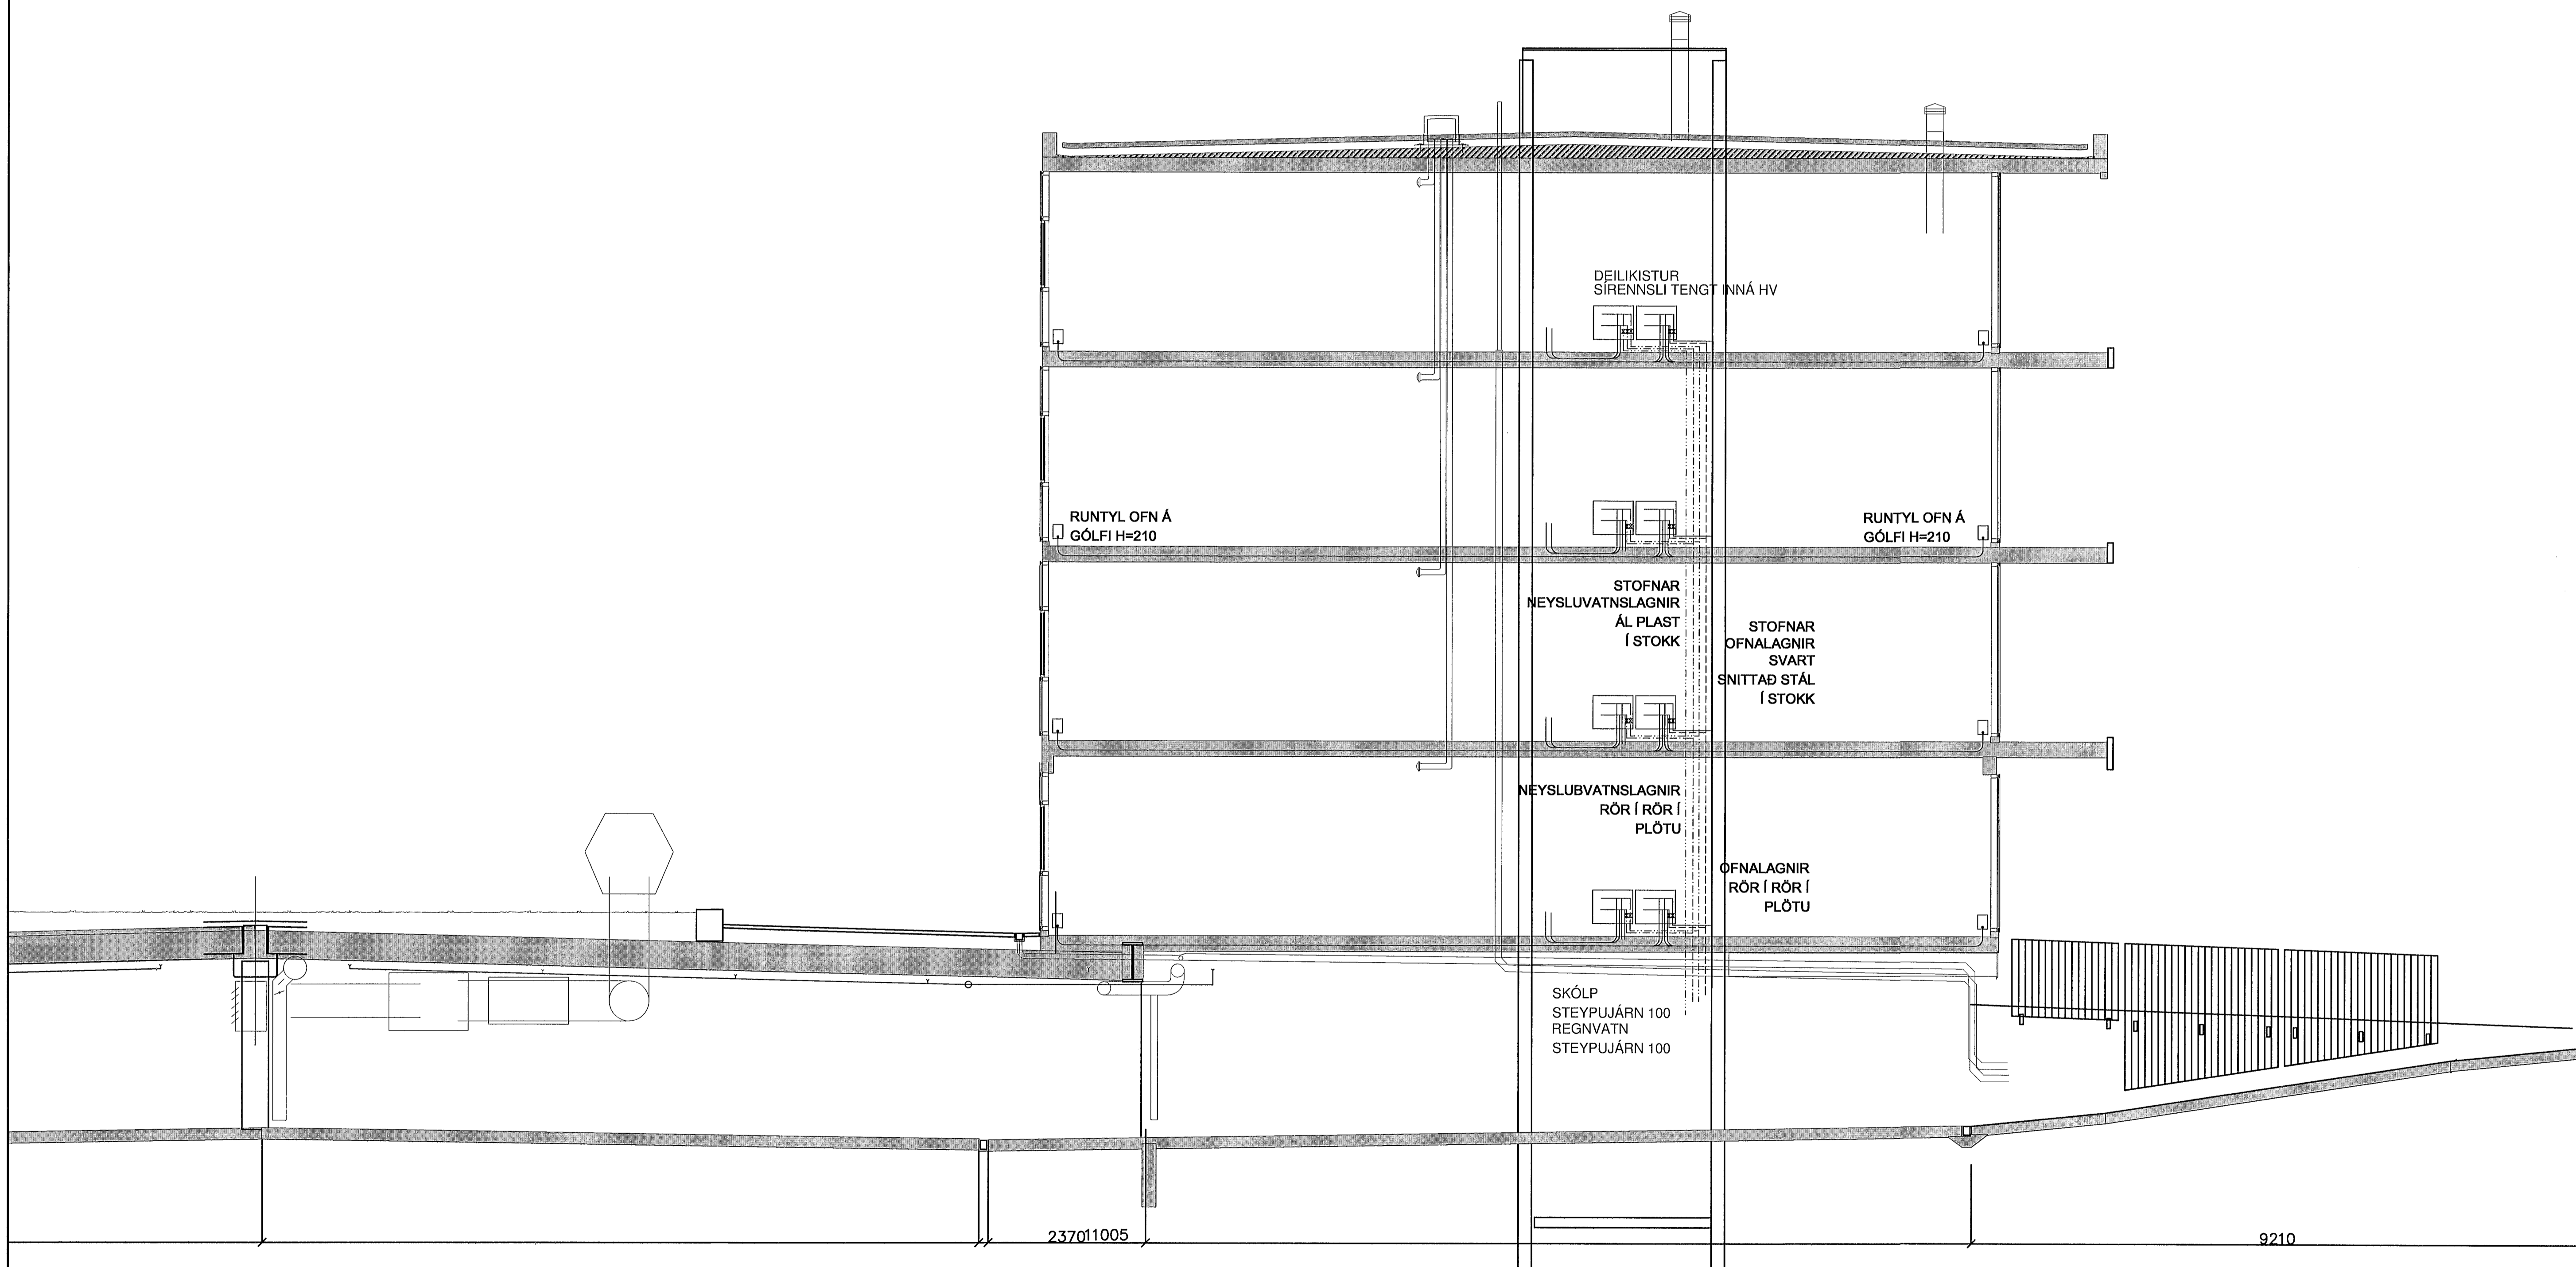 DEILIKISTUR
SÍRENNSLI TENGT INNÁ HV
RUNTYL OFN Á
GÓLFI H=210
RUNTYL OFN Á
GÓLFI H=210
STOFNAR
NEYSLUVATNSLAGNIR
ÁL PLAST
Í STOKK
STOFNAR
OFNALAGNIR
SVART
SNITTAÐ STÁL
Í STOKK
NEYSLUBVATNSLAGNIR
RÖR Í RÖR Í
PLÖTU
OFNALAGNIR
RÖR Í RÖR Í
PLÖTU
SKÓLP
STEYPUJÁRN 100
REGNVATN
STEYPUJÁRN 100
2370
11005
9210